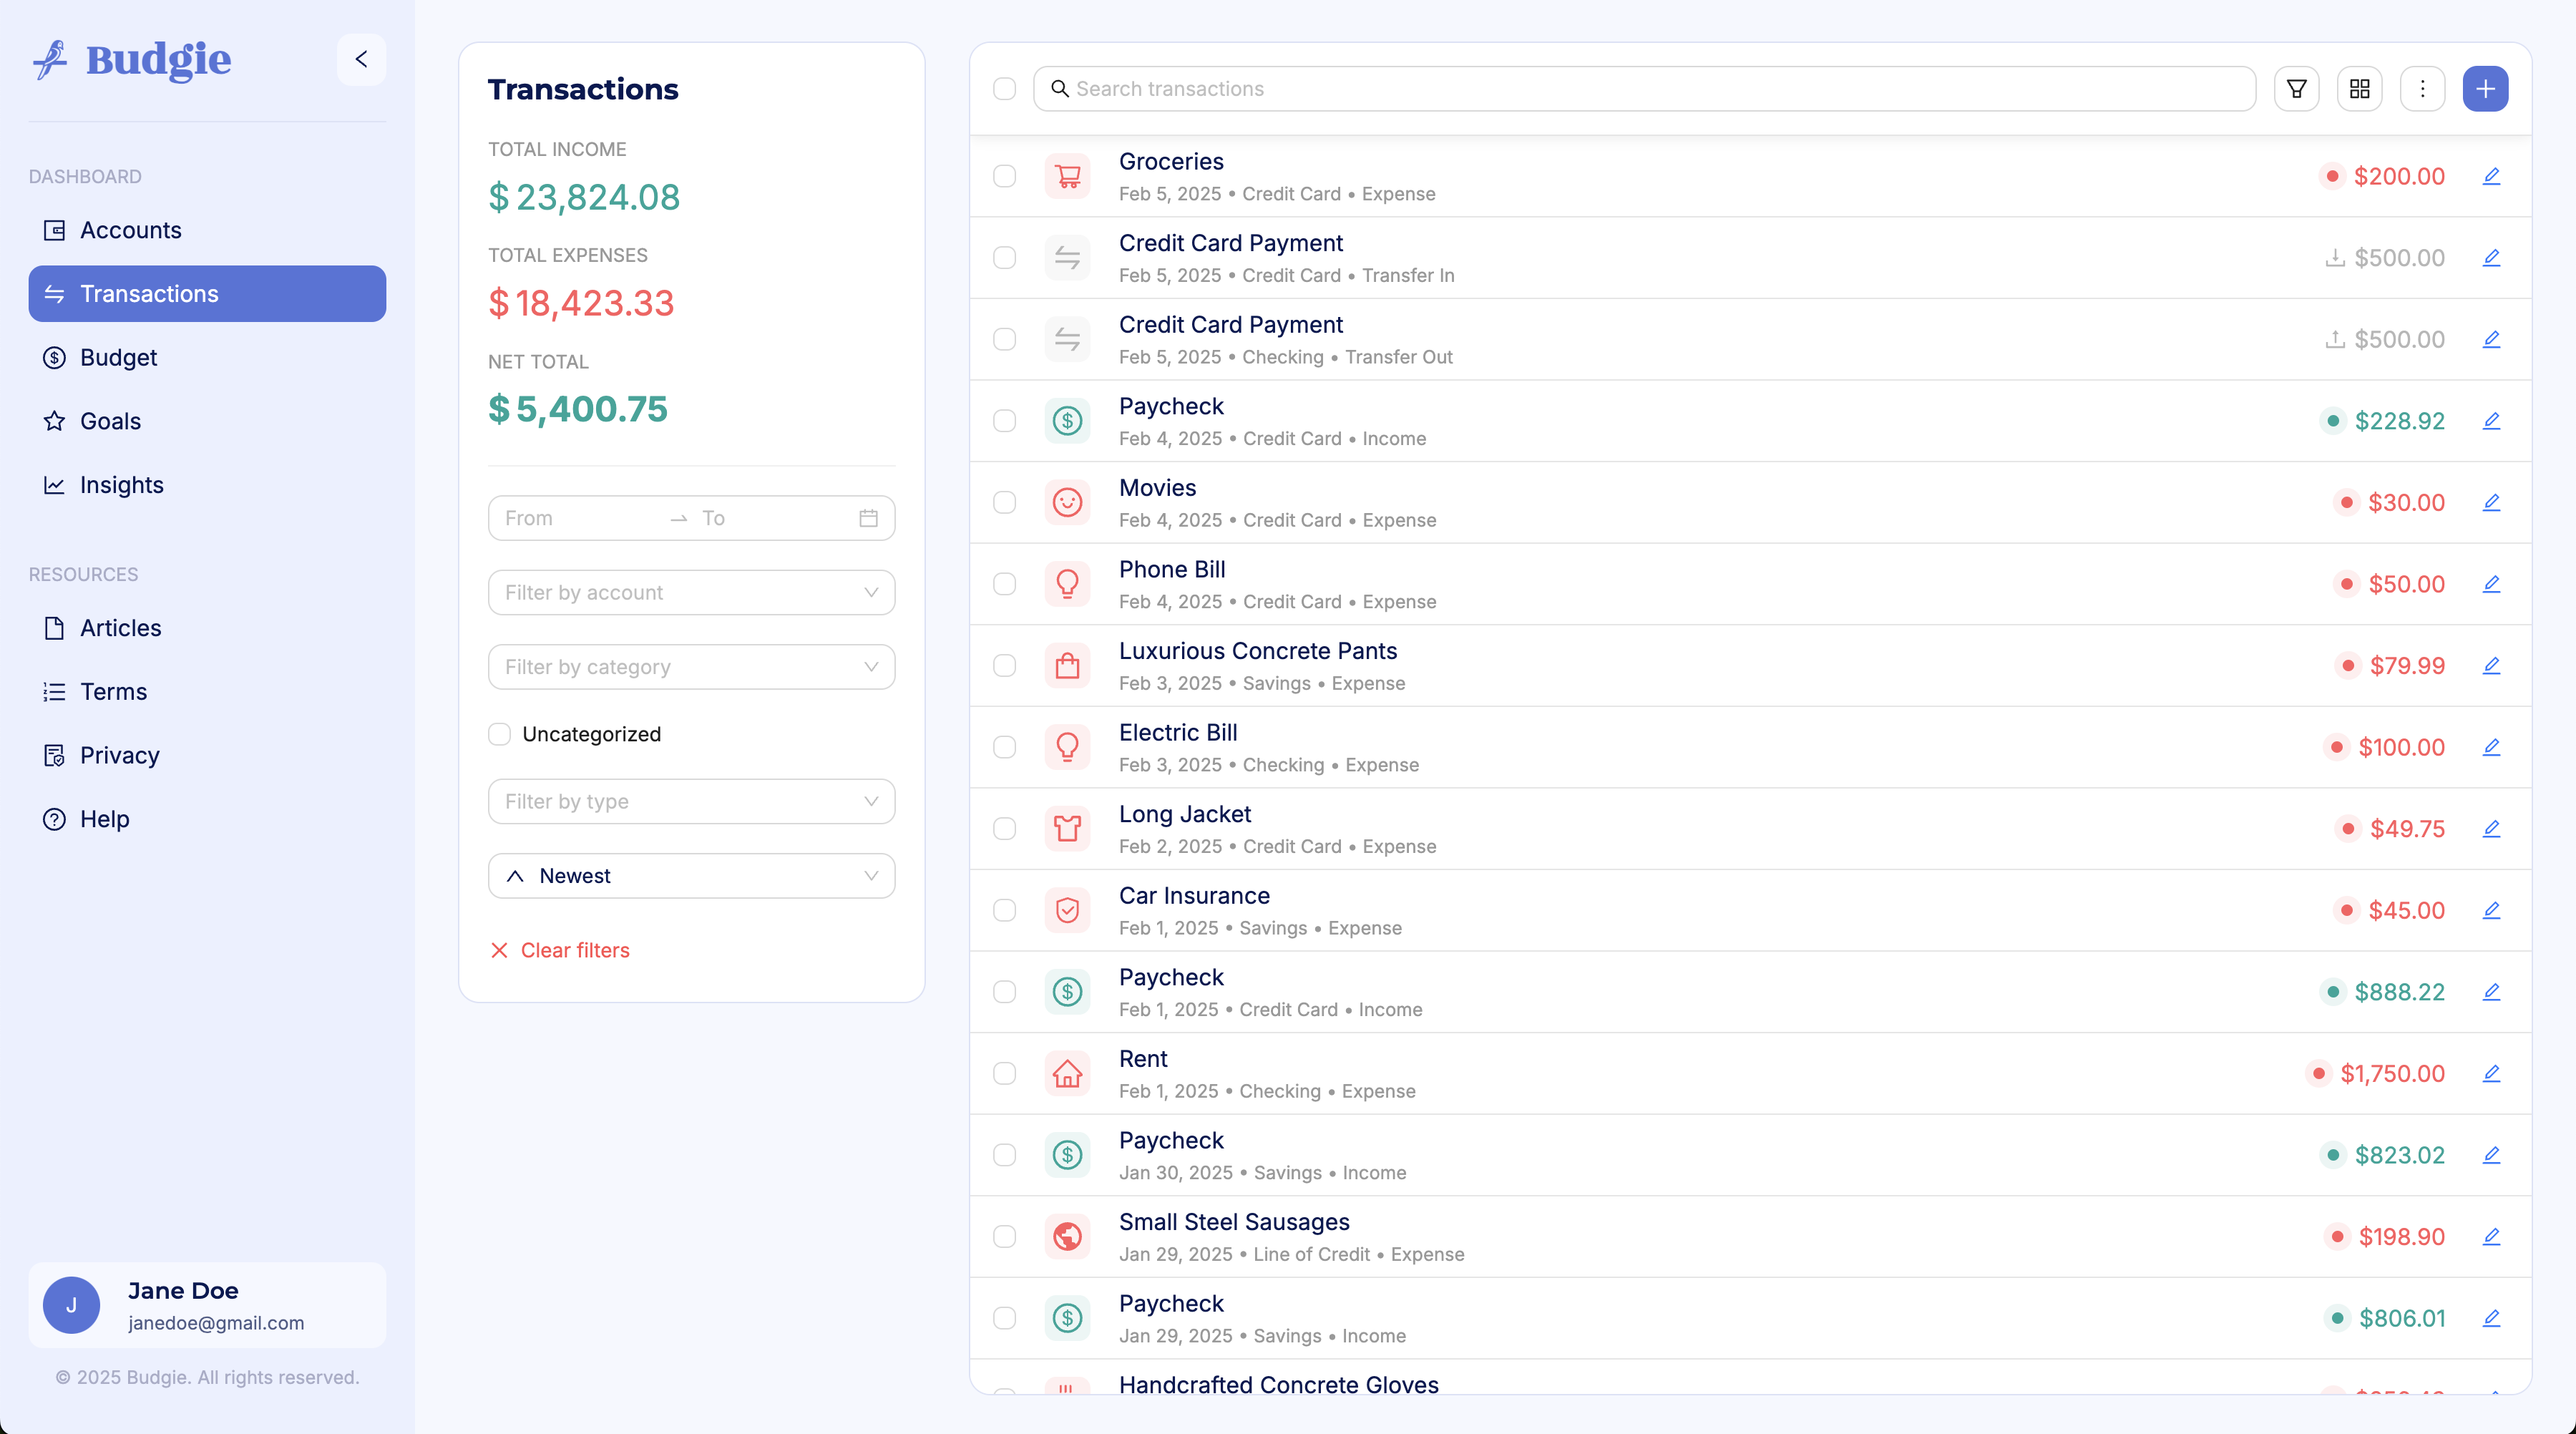 Budgie
DASHBOARD
Accounts
Transactions
Budget
Goals
Insights
RESOURCES
Articles
Terms
Privacy
Help
J
Jane Doe
janedoe@gmail.com
© 2025 Budgie. All rights reserved.
Transactions
TOTAL INCOME
$ 23,824.08
TOTAL EXPENSES
$ 18,423.33
NET TOTAL
$ 5,400.75
From To
Filter by account
Filter by category
Uncategorized
Filter by type
Newest
Clear filters
Search transactions
Groceries
Feb 5, 2025 • Credit Card • Expense
$200.00
Credit Card Payment
Feb 5, 2025 • Credit Card • Transfer In
$500.00
Credit Card Payment
Feb 5, 2025 • Checking • Transfer Out
$500.00
Paycheck
Feb 4, 2025 • Credit Card • Income
$228.92
Movies
Feb 4, 2025 • Credit Card • Expense
$30.00
Phone Bill
Feb 4, 2025 • Credit Card • Expense
$50.00
Luxurious Concrete Pants
Feb 3, 2025 • Savings • Expense
$79.99
Electric Bill
Feb 3, 2025 • Checking • Expense
$100.00
Long Jacket
Feb 2, 2025 • Credit Card • Expense
$49.75
Car Insurance
Feb 1, 2025 • Savings • Expense
$45.00
Paycheck
Feb 1, 2025 • Credit Card • Income
$888.22
Rent
Feb 1, 2025 • Checking • Expense
$1,750.00
Paycheck
Jan 30, 2025 • Savings • Income
$823.02
Small Steel Sausages
Jan 29, 2025 • Line of Credit • Expense
$198.90
Paycheck
Jan 29, 2025 • Savings • Income
$806.01
Handcrafted Concrete Gloves